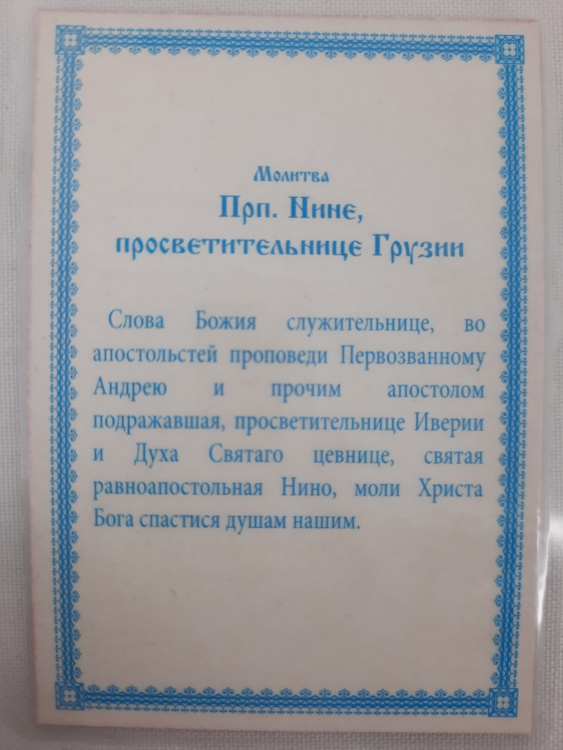 Молитва
Прп. Нине,
просветительнице Грузии
Слова Божия служительнице, во
апостольстей проповеди Первозванному
Андрею и прочим апостолом
подражавшая, просветительнице Иверии
и Духа Святаго цевнице, святая
равноапостольная Нино, моли Христа
Бога спастися душам нашим.